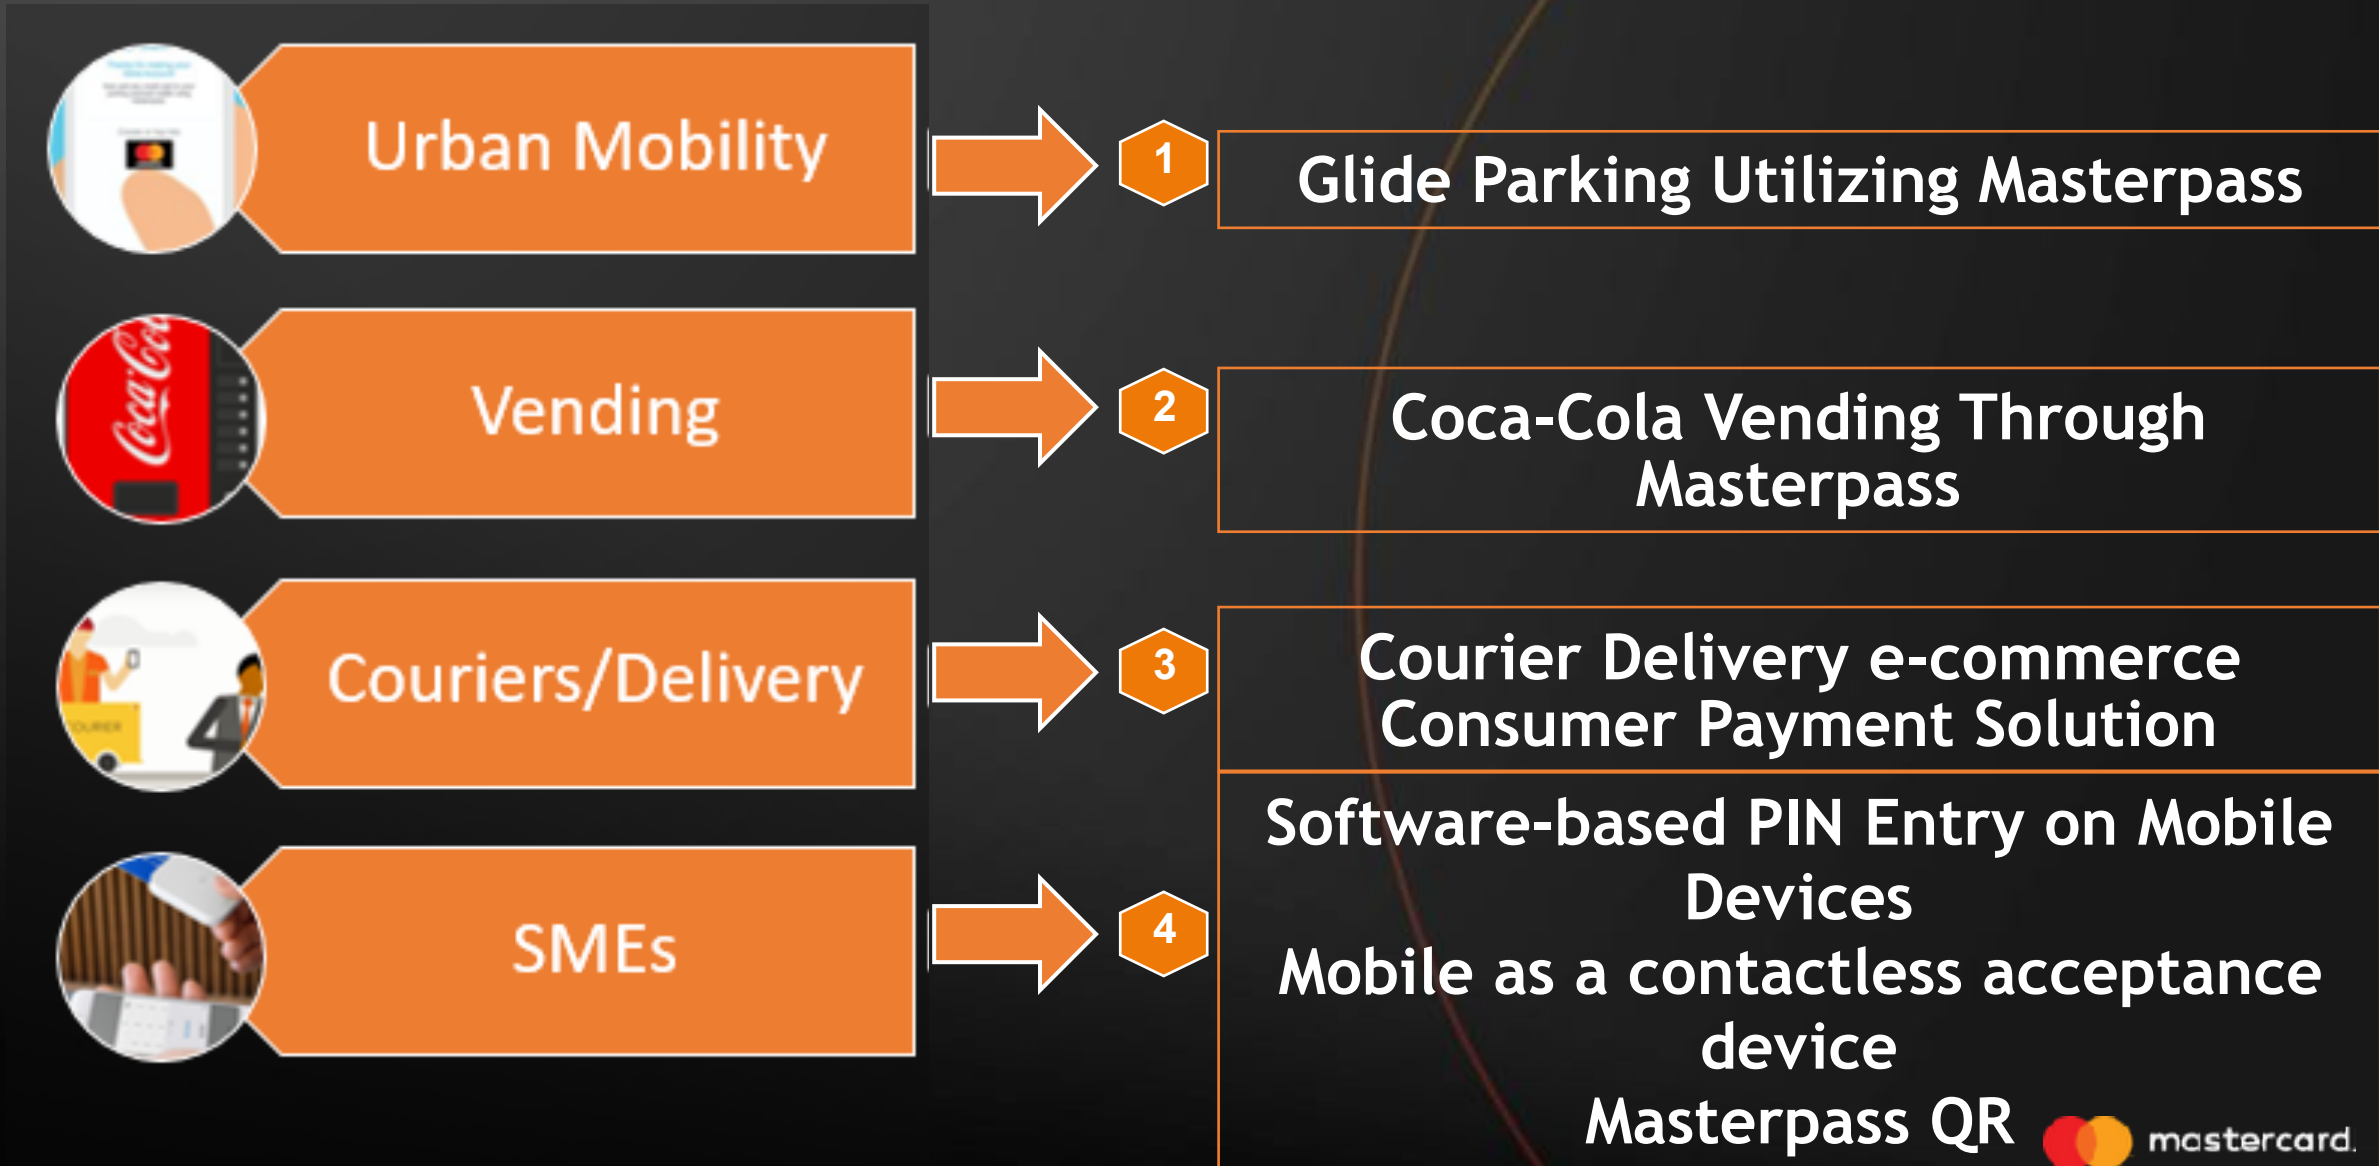 Urban Mobility
1
Glide Parking Utilizing Masterpass
Coca-Cola
Vending
2
Coca-Cola Vending Through
Masterpass
Couriers/Delivery
3
Courier Delivery e-commerce
Consumer Payment Solution
SMEs
4
Software-based PIN Entry on Mobile
Devices
Mobile as a contactless acceptance
device
Masterpass QR
mastercard.